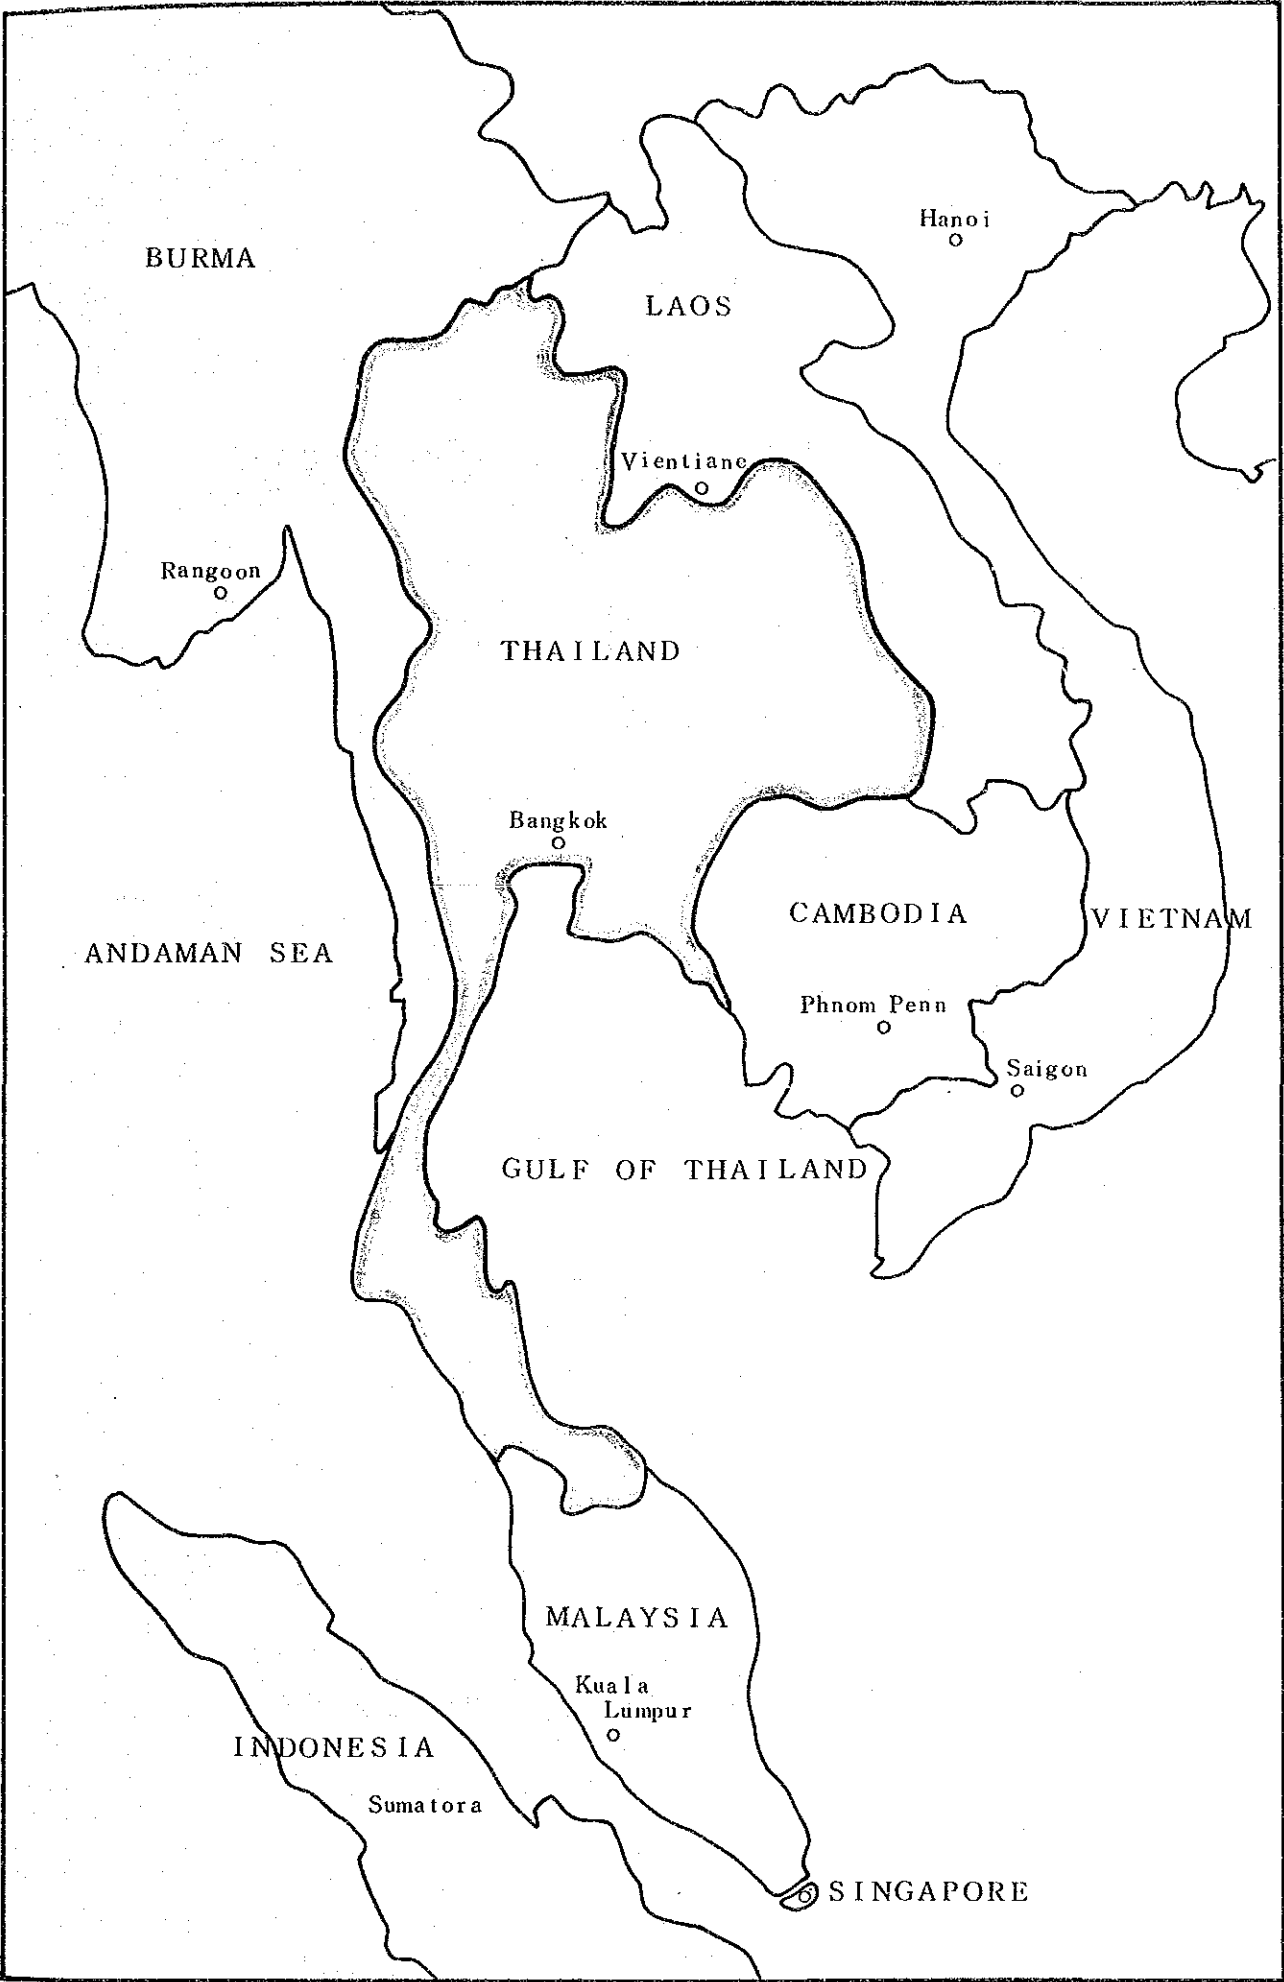 Hanoi
BURMA
LAOS
Vientiane
Rangoon
THAILAND
Bangkok
CAMBODIA
VIETNAM
ANDAMAN SEA
Phnom Penn
Saigon
GULF OF THAILAND
MALAYSIA
Kuala
Lumpur
INDONESIA
Sumatora
SINGAPORE